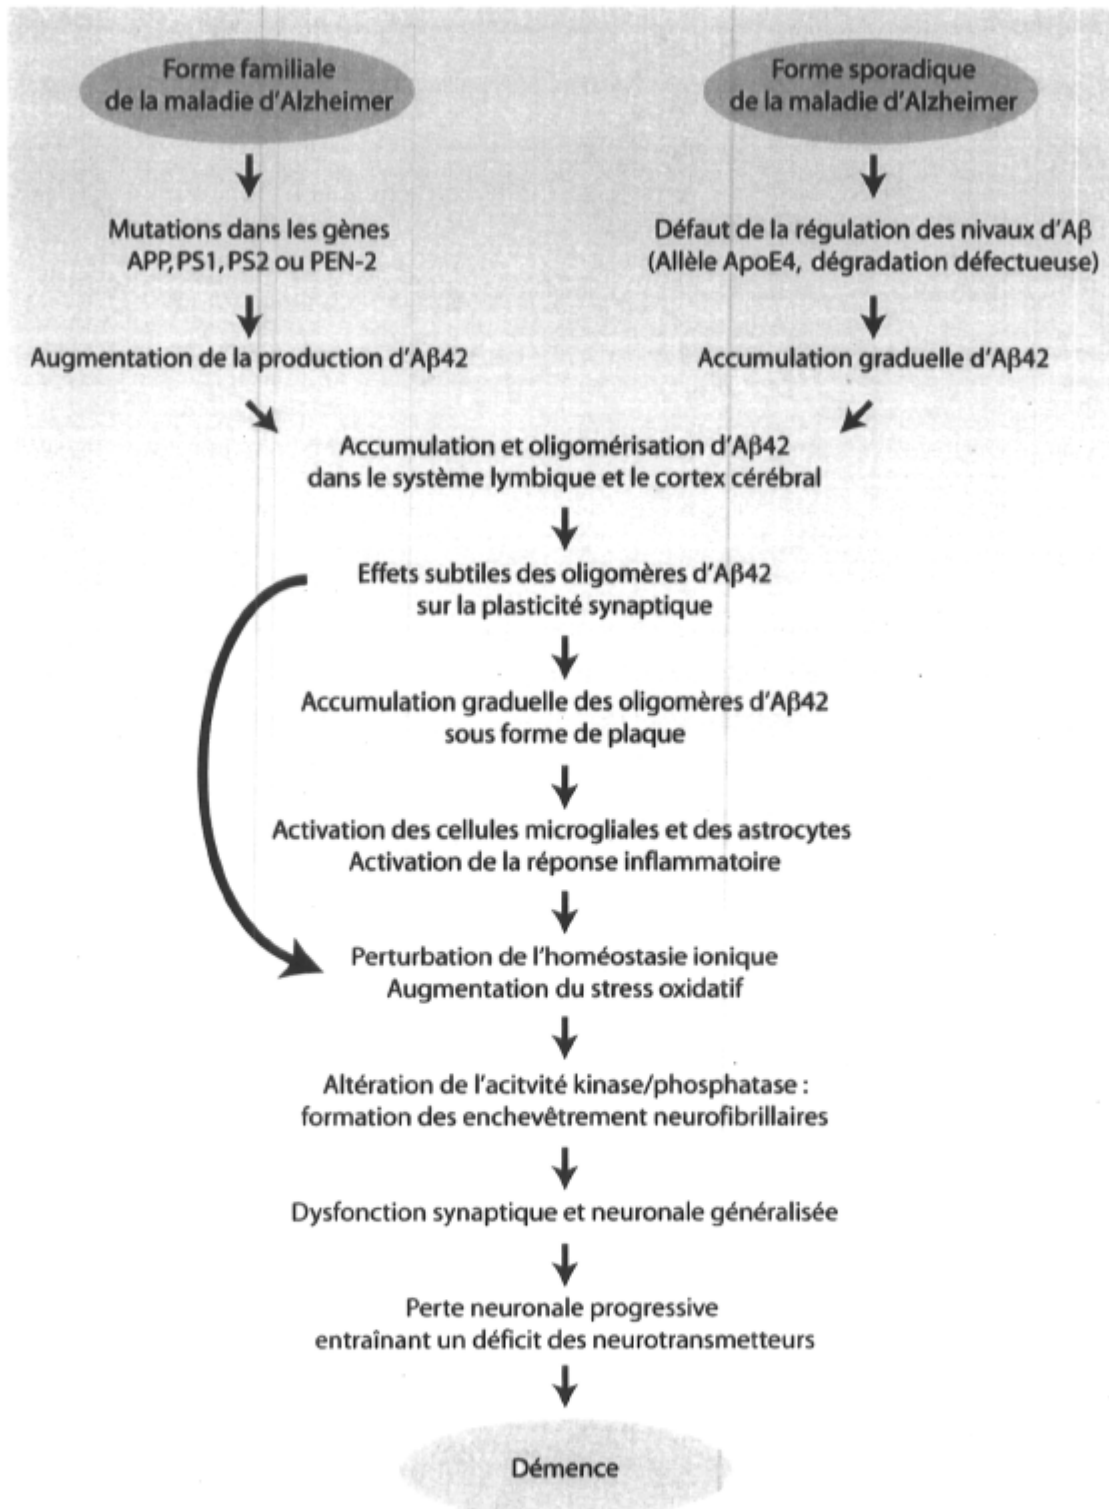 Forme familiale
de la maladie d'Alzheimer
Forme sporadique
de la maladie d'Alzheimer
Mutations dans les gènes
APP, PS1, PS2 ou PEN-2
Défaut de la régulation des nivaux d'Aβ
(Allèle ApoE4, dégradation défectueuse)
Augmentation de la production d'Aβ42
Accumulation graduelle d'Aβ42
Accumulation et oligomérisation d'Aβ42
dans le système lymbique et le cortex cérébral
Effets subtiles des oligomères d'Aβ42
sur la plasticité synaptique
Accumulation graduelle des oligomères d'Aβ42
sous forme de plaque
Activation des cellules microgliales et des astrocytes
Activation de la réponse inflammatoire
Perturbation de l'homéostasie ionique
Augmentation du stress oxidatif
Altération de l'acitvité kinase/phosphatase :
formation des enchevêtrement neurofibrillaires
Dysfonction synaptique et neuronale généralisée
Perte neuronale progressive
entraînant un déficit des neurotransmetteurs
Démence